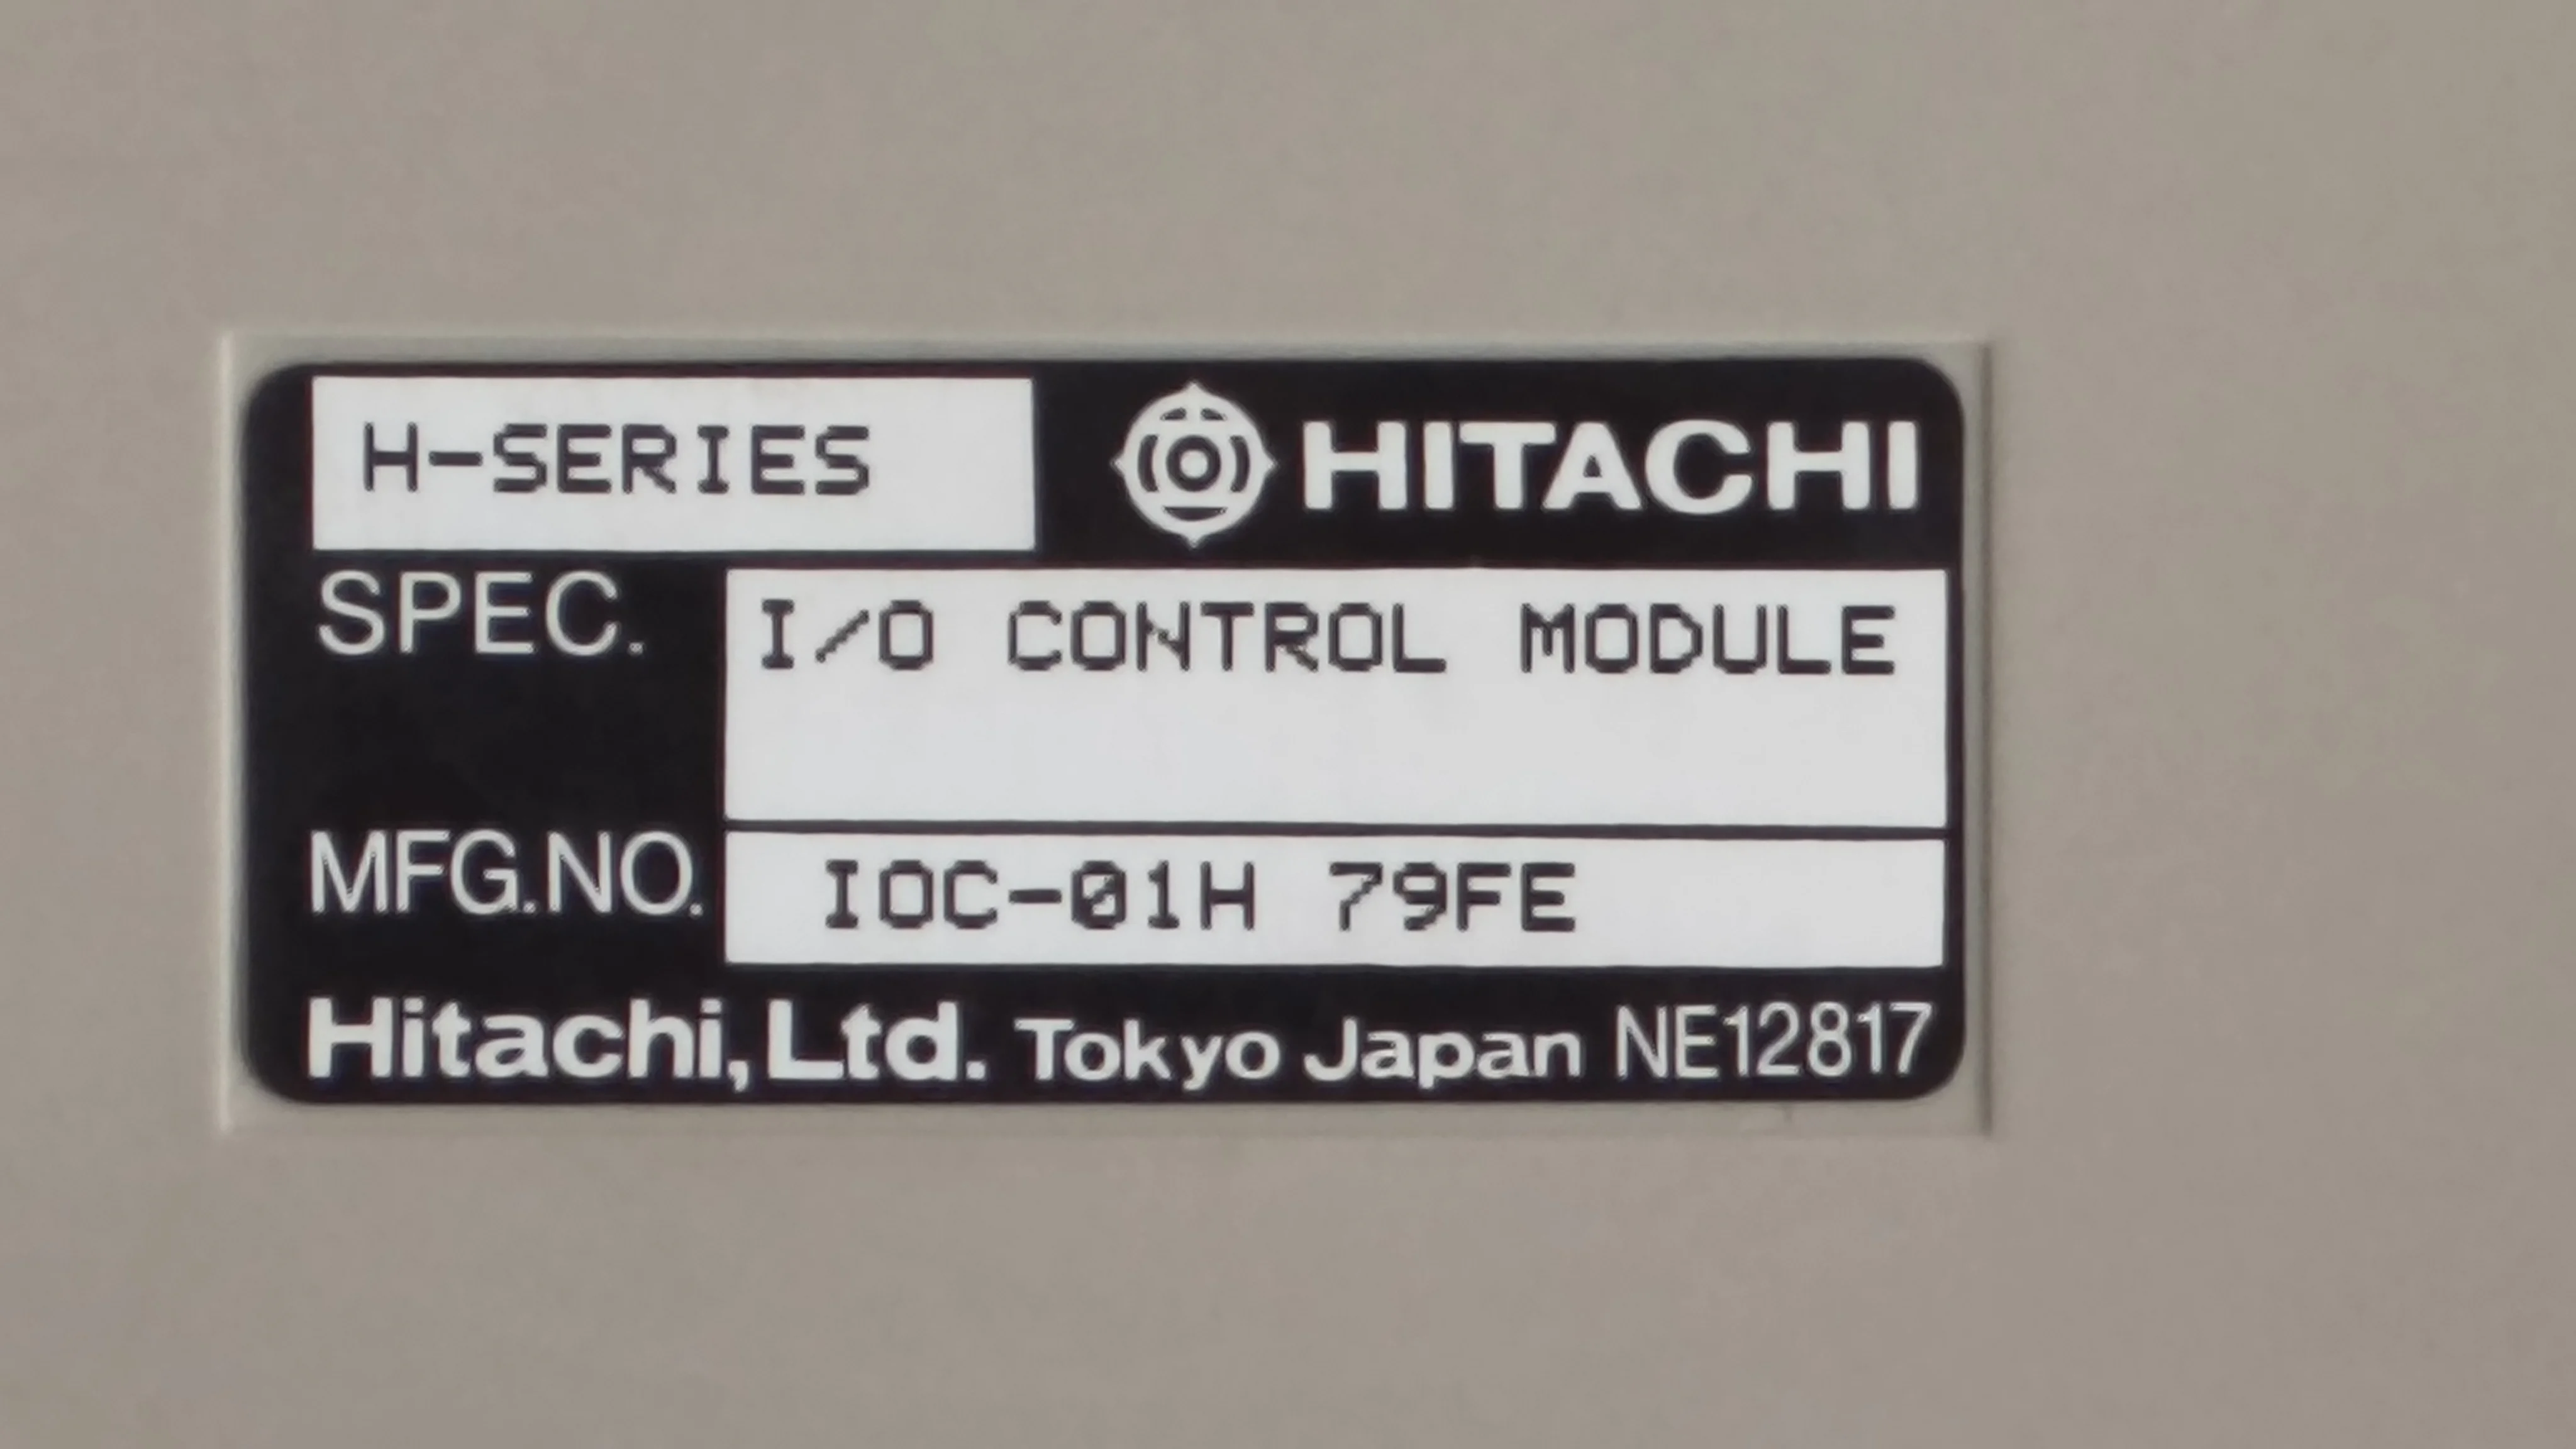 H-SERIES HITACHI
SPEC. I/O CONTROL MODULE
MFG.NO. IOC-01H 79FE
Hitachi, Ltd. Tokyo Japan NE12817